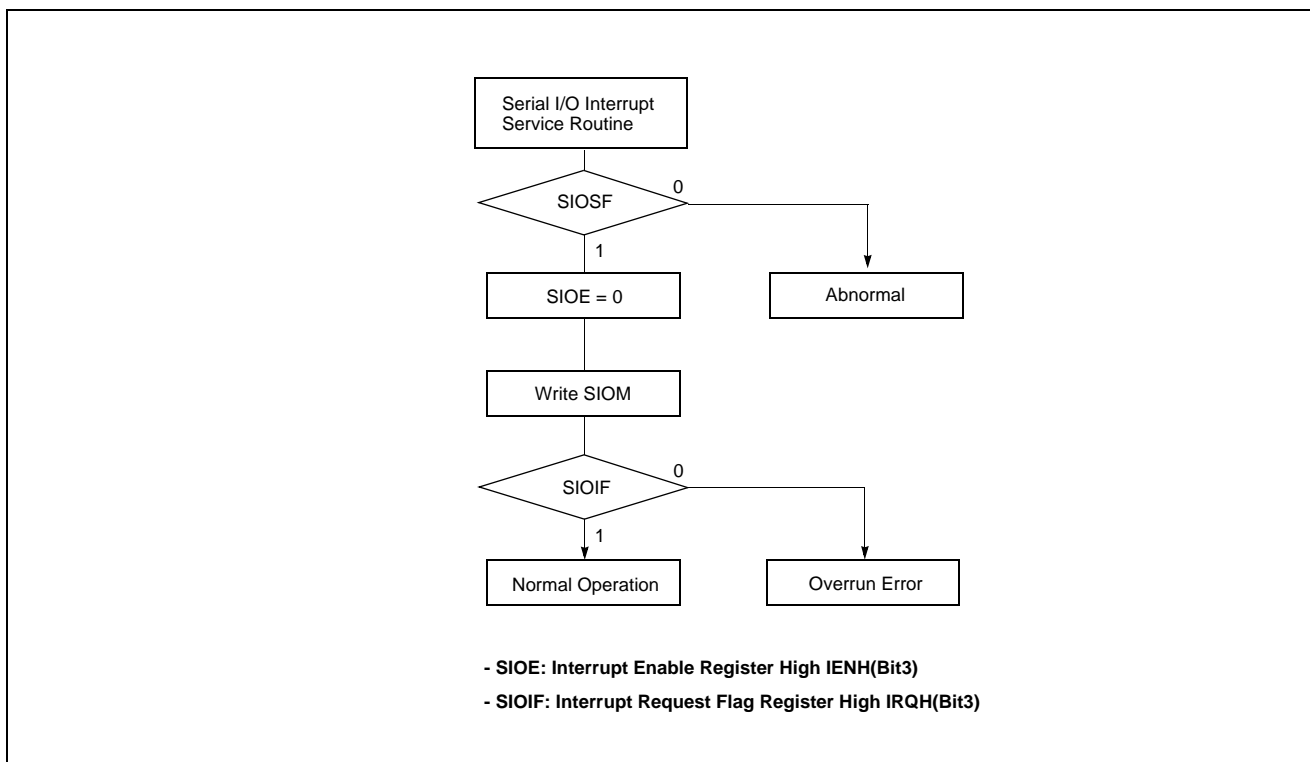 Serial I/O Interrupt
Service Routine
SIOSF
0
1
SIOE = 0
Abnormal
Write SIOM
SIOIF
0
1
Normal Operation
Overrun Error
- SIOE: Interrupt Enable Register High IENH(Bit3)
- SIOIF: Interrupt Request Flag Register High IRQH(Bit3)